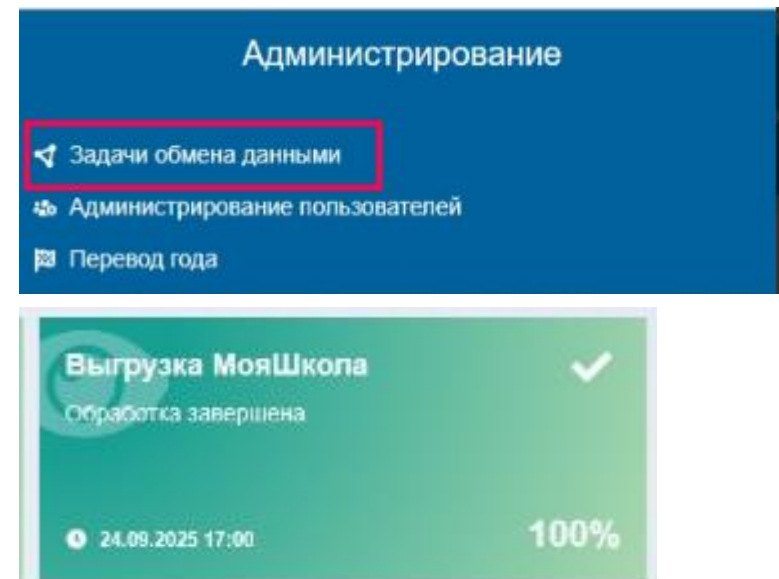 Администрирование
Задачи обмена данными
Администрирование пользователей
Перевод года
Выгрузка МояШкола
Обработка завершена
24.09.2025 17:00
100%